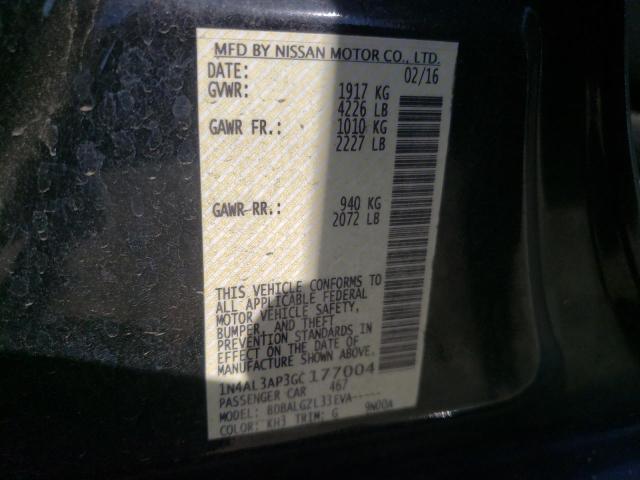 MFD BY NISSAN MOTOR CO., LTD.
DATE: 02/16
GVWR: 1917 KG
4226 LB
GAWR FR.: 1010 KG
2227 LB
GAWR-RR.: 940 KG
2072 LB
THIS VEHICLE CONFORMS TO
ALL APPLICABLE FEDERAL
MOTOR VEHICLE SAFETY,
BUMPER, AND THEFT
PREVENTION STANDARDS IN
EFFECT ON THE DATE OF
MANUFACTURE SHOWN ABOVE.
1N4AL3AP3GC177004
PASSENGER CAR 467
MODEL: BDBALGZL33EVA-----
COLOR: KH3 TRIM: G 9N00A